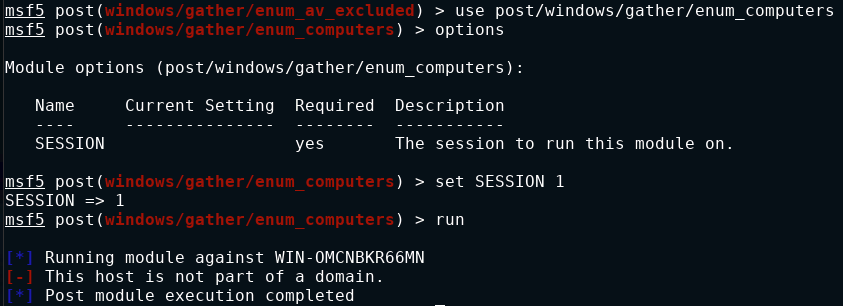 msf5 post(windows/gather/enum_av_excluded) > use post/windows/gather/enum_computers
msf5 post(windows/gather/enum_computers) > options
Module options (post/windows/gather/enum_computers):
Name Current Setting Required Description
---- --------------- -------- -----------
SESSION yes The session to run this module on.
msf5 post(windows/gather/enum_computers) > set SESSION 1
SESSION => 1
msf5 post(windows/gather/enum_computers) > run
[*] Running module against WIN-OMCNBKR66MN
[-] This host is not part of a domain.
[*] Post module execution completed